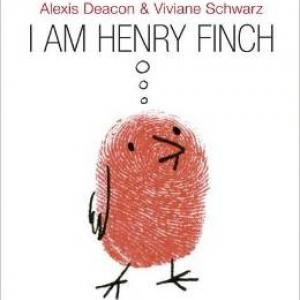 Alexis Deacon & Viviane Schwarz
I AM HENRY FINCH